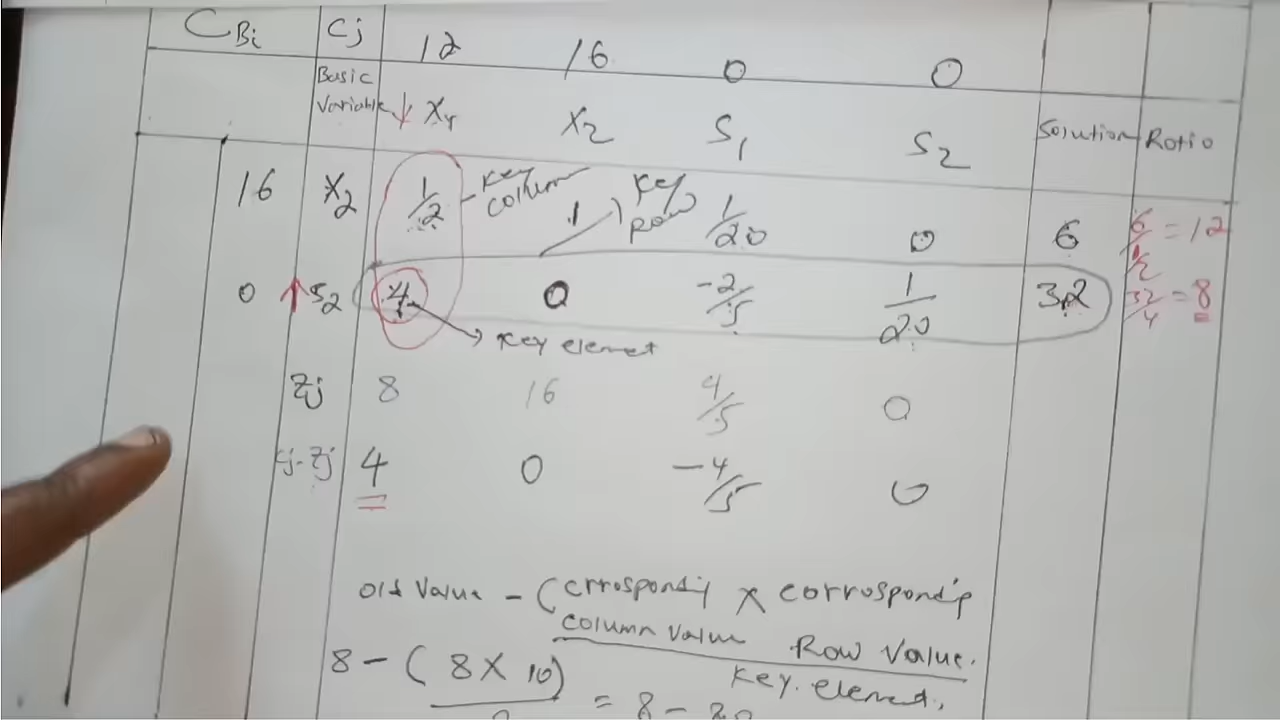 CBi Cj 12 16 0 0
Basic Variable ↓ X₁ X₂ S₁ S₂ Solution Ratio
16 X₂ 1/2 - Key column 1 Key Row 1/20 0 6 6/1/2 = 12
0 ↑ S₂ 4 0 -2/5 1/20 32 32/4 = 8
→ Key elemet
Zj 8 16 4/5 0
Cj-Zj 4 0 -4/5 0
Old Value - (
Column Value Row Value.
Key. element.
8 - (8 X 10)
= 8 -